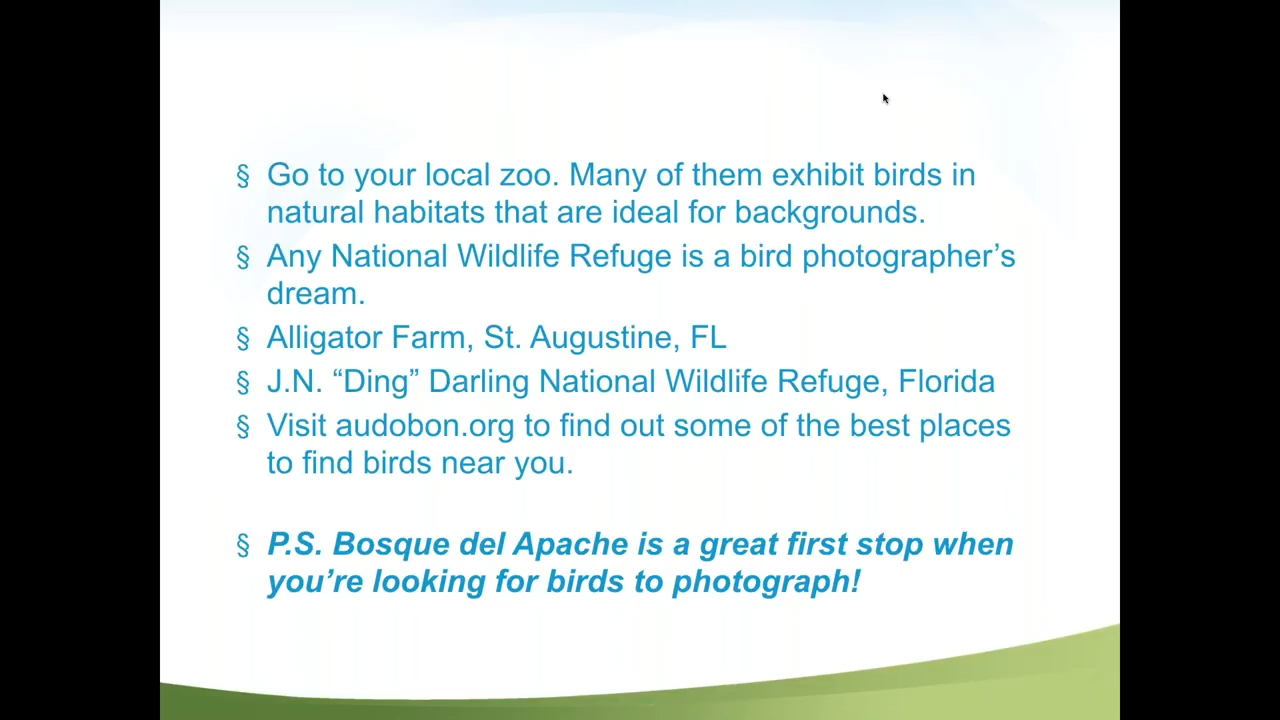 § Go to your local zoo. Many of them exhibit birds in
natural habitats that are ideal for backgrounds.
§ Any National Wildlife Refuge is a bird photographer’s
dream.
§ Alligator Farm, St. Augustine, FL
§ J.N. “Ding” Darling National Wildlife Refuge, Florida
§ Visit audobon.org to find out some of the best places
to find birds near you.
§ P.S. Bosque del Apache is a great first stop when
you’re looking for birds to photograph!